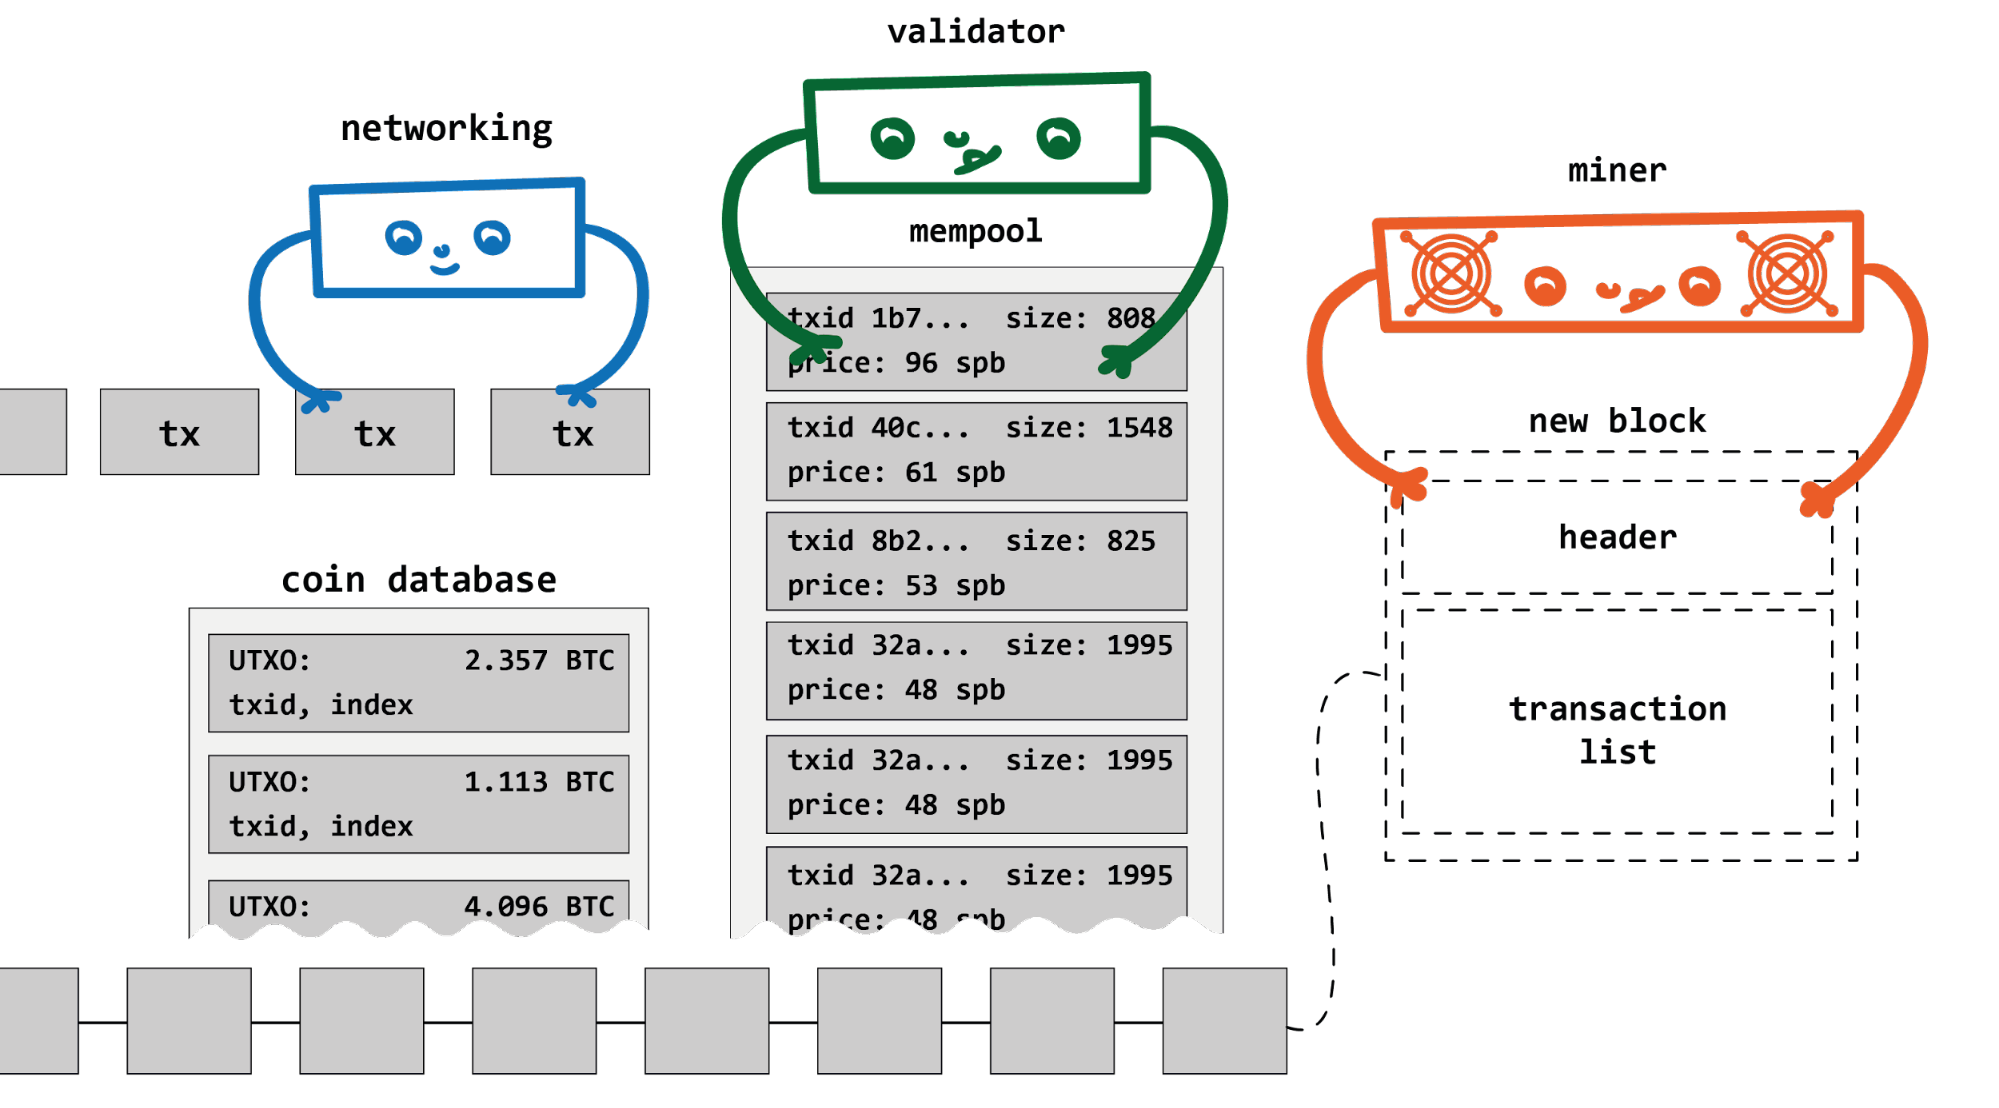 validator
networking
miner
mempool
txid 1b7... size: 808
price: 96 spb
new block
tx
tx
tx
txid 40c... size: 1548
price: 61 spb
header
txid 8b2... size: 825
price: 53 spb
coin database
UTXO: 2.357 BTC
txid, index
txid 32a... size: 1995
price: 48 spb
transaction
list
UTXO: 1.113 BTC
txid, index
txid 32a... size: 1995
price: 48 spb
UTXO: 4.096 BTC
txid 32a... size: 1995
price: 48 spb